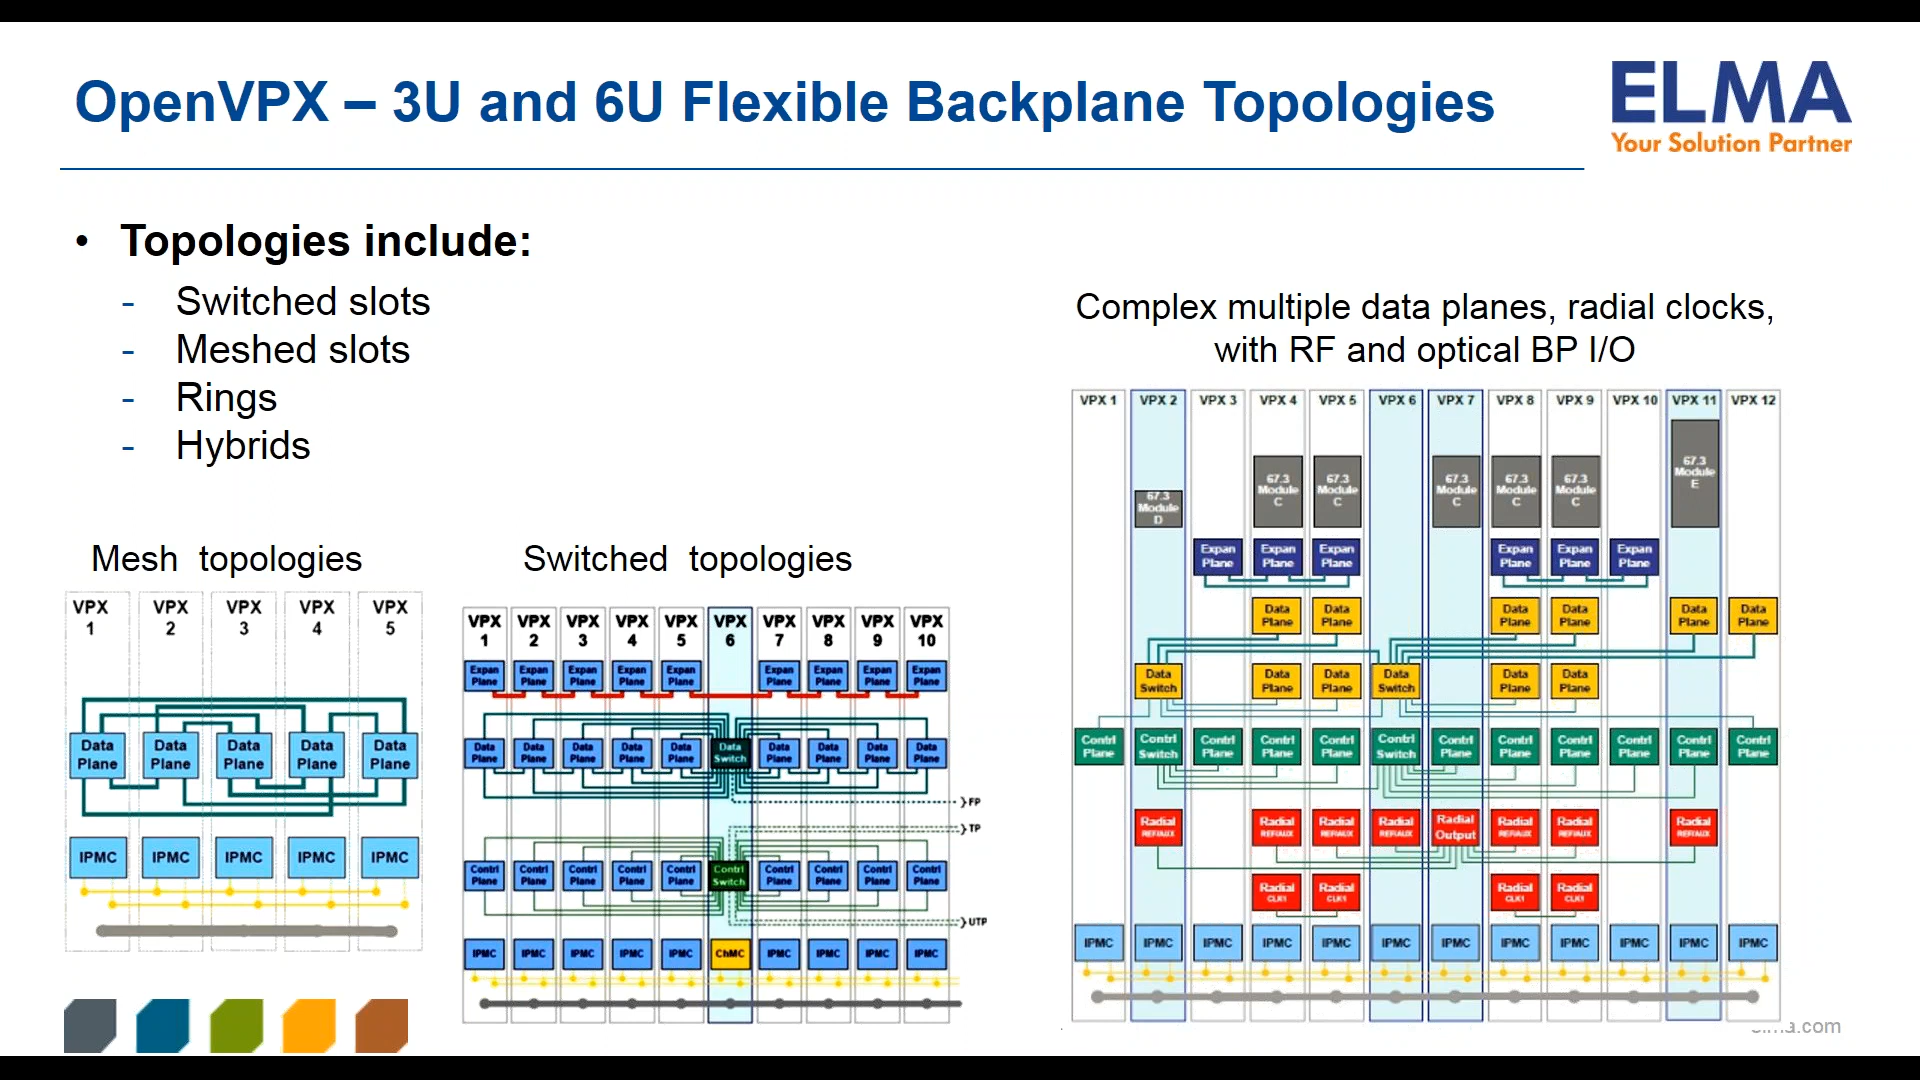 OpenVPX – 3U and 6U Flexible Backplane Topologies
ELMA
Your Solution Partner
• Topologies include:
- Switched slots
- Meshed slots
- Rings
- Hybrids
Complex multiple data planes, radial clocks,
with RF and optical BP I/O
Mesh topologies
VPX VPX VPX VPX VPX
1 2 3 4 5
Data Data Data Data Data
Plane Plane Plane Plane Plane
IPMC IPMC IPMC IPMC IPMC
Switched topologies
VPX VPX VPX VPX VPX VPX VPX VPX VPX VPX
1 2 3 4 5 6 7 8 9 10
Expan Expan Expan Expan Expan Expan Expan Expan Expan
Plane Plane Plane Plane Plane Plane Plane Plane Plane
Data Data Data Data Data Data Data Data Data Data
Plane Plane Plane Plane Plane Switch Plane Plane Plane Plane
}FP
}TP
Contrl Contrl Contrl Contrl Contrl Contrl Contrl Contrl Contrl Contrl
Plane Plane Plane Plane Plane Switch Plane Plane Plane Plane
}UTP
IPMC IPMC IPMC IPMC IPMC ChMC IPMC IPMC IPMC IPMC
VPX 1 VPX 2 VPX 3 VPX 4 VPX 5 VPX 6 VPX 7 VPX 8 VPX 9 VPX 10 VPX 11 VPX 12
67.3 67.3 67.3 67.3 67.3 67.3 67.3
Module Module Module Module Module Module Module
D C C C C C E
Expan Expan Expan Expan Expan Expan
Plane Plane Plane Plane Plane Plane
Data Data Data Data Data Data
Plane Plane Plane Plane Plane Plane
Data Data Data Data Data Data
Switch Plane Plane Switch Plane Plane
Contrl Contrl Contrl Contrl Contrl Contrl Contrl Contrl Contrl Contrl Contrl Contrl
Plane Switch Plane Plane Plane Switch Plane Plane Plane Plane Plane Plane
Radial Radial Radial Radial Radial Radial Radial Radial
REF/AUX REF/AUX REF/AUX REF/AUX Output REF/AUX REF/AUX REF/AUX
Radial Radial Radial Radial
CLK1 CLK1 CLK1 CLK1
IPMC IPMC IPMC IPMC IPMC IPMC IPMC IPMC IPMC IPMC IPMC IPMC
elma.com